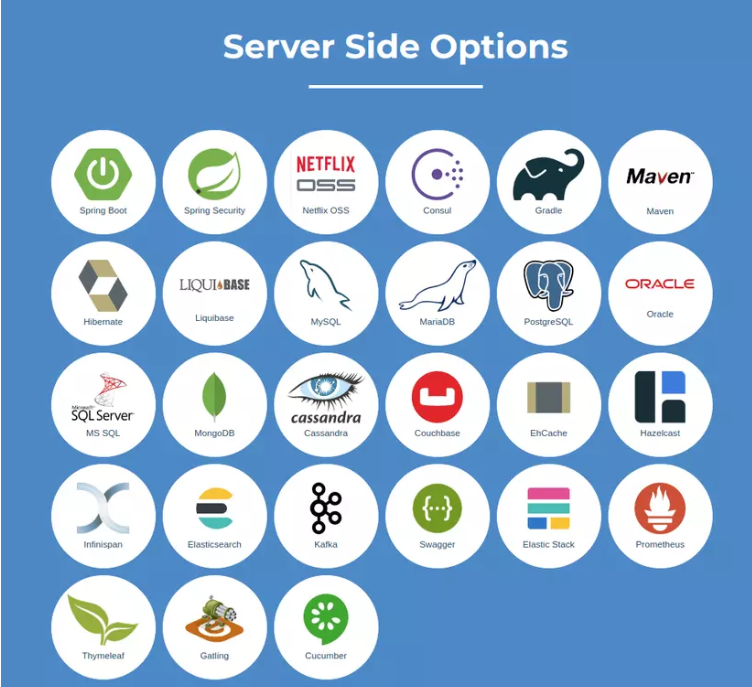 Server Side Options
NETFLIX
OSS
Spring Boot
Spring Security
Netflix OSS
Consul
Gradle
Maven
Maven
LIQUIBASE
ORACLE
Hibernate
Liquibase
MySQL
MariaDB
PostgreSQL
Oracle
Microsoft
SQL Server
cassandra
MS SQL
MongoDB
Cassandra
Couchbase
EhCache
Hazelcast
{···}
Infinispan
Elasticsearch
Kafka
Swagger
Elastic Stack
Prometheus
Thymeleaf
Gatling
Cucumber